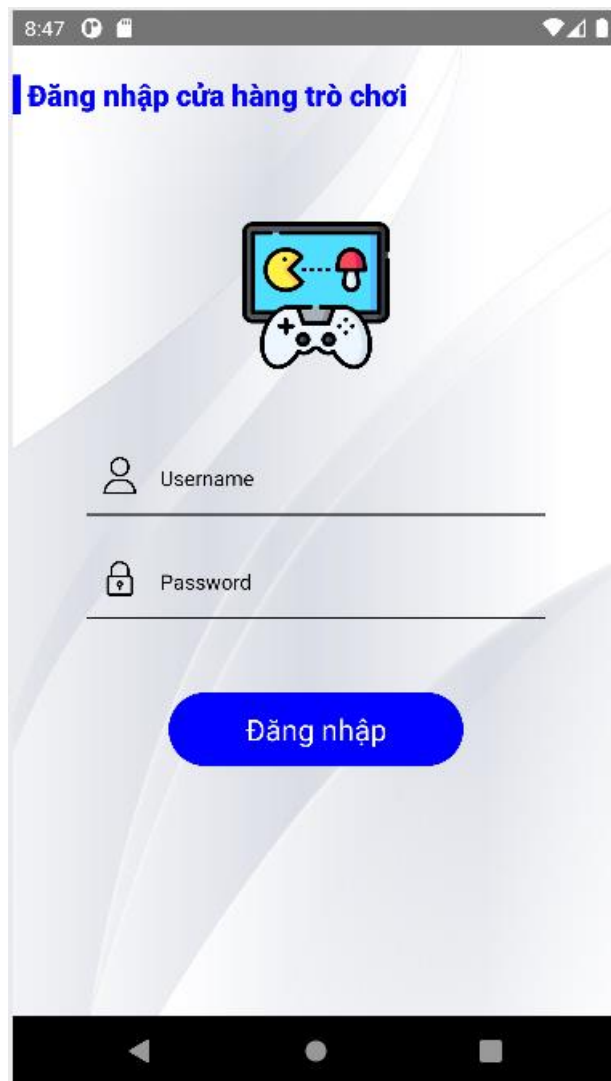 8:47
Đăng nhập cửa hàng trò chơi
Username
Password
Đăng nhập